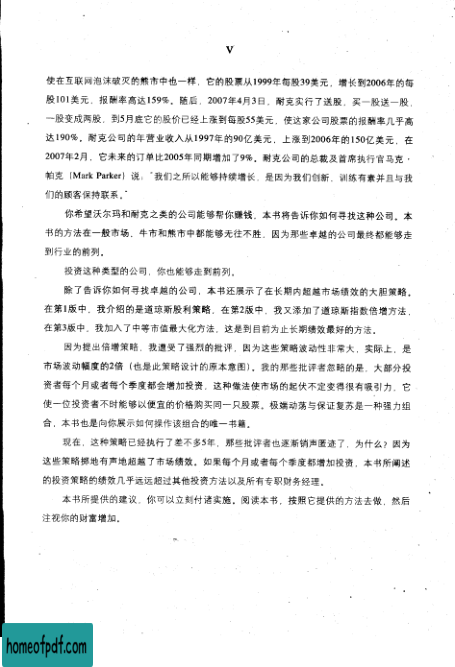 V
使在互联网泡沫破灭的熊市中也一样，它的股票从1999年每股39美元，增长到2006年的每
股101美元，报酬率高达159%。随后，2007年4月3日，耐克实行了送股，买一股送一股，
一股变成两股，到5月底它的股价已经上涨到每股55美元，使这家公司股票的报酬率几乎高
达190%。耐克公司的年营业收入从1997年的90亿美元，上涨到2006年的150亿美元，在
2007年2月，它未来的订单比2005年同期增加了9%。耐克公司的总裁及首席执行官马克·
帕克（Mark Parker）说：“我们之所以能够持续增长，是因为我们创新、训练有素并且与我
们的顾客保持联系。”
你希望沃尔玛和耐克之类的公司能够帮你赚钱，本书将告诉你如何寻找这种公司。本
书的方法在一般市场、牛市和熊市中都能够无往不胜，因为那些卓越的公司最终都能够走
到行业的前列。
投资这种类型的公司，你也能够走到前列。
除了告诉你如何寻找卓越的公司，本书还展示了在长期内超越市场绩效的大胆策略。
在第1版中，我介绍的是道琼斯股利策略，在第2版中，我又添加了道琼斯指数倍增方法，
在第3版中，我加入了中等市值最大化方法，这是到目前为止长期绩效最好的方法。
因为提出倍增策略，我遭受了强烈的批评，因为这些策略波动性非常大，实际上，是
市场波动幅度的2倍（也是此策略设计的原本意图）。我的那些批评者忽略的是，大部分投
资者每个月或者每个季度都会增加投资，这种做法使市场的起伏不定变得很有吸引力，它
使一位投资者不时能够以便宜的价格购买同一只股票。极端动荡与保证复苏是一种强力组
合，本书也是向你展示如何操作该组合的唯一书籍。
现在，这种策略已经执行了差不多5年，那些批评者也逐渐销声匿迹了，为什么？因为
这些策略掷地有声地超越了市场绩效。如果每个月或者每个季度都增加投资，本书所阐述
的投资策略的绩效几乎远远超过其他投资方法以及所有专职财务经理。
本书所提供的建议，你可以立刻付诸实施。阅读本书，按照它提供的方法去做，然后
注视你的财富增加。
homeofpdf.com